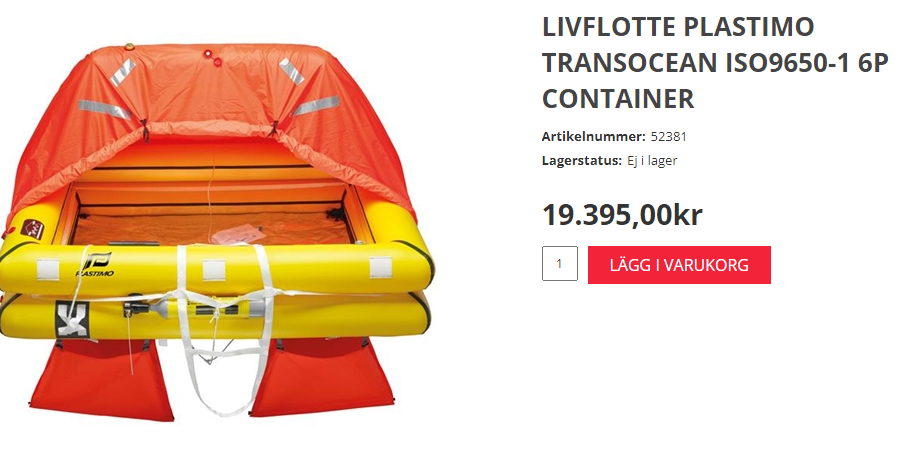 LIVFLOTTE PLASTIMO
TRANSOCEAN ISO9650-1 6P
CONTAINER
Artikelnummer: 52381
Lagerstatus: Ej i lager
19.395,00kr
1
LÄGG I VARUKORG
PLASTIMO